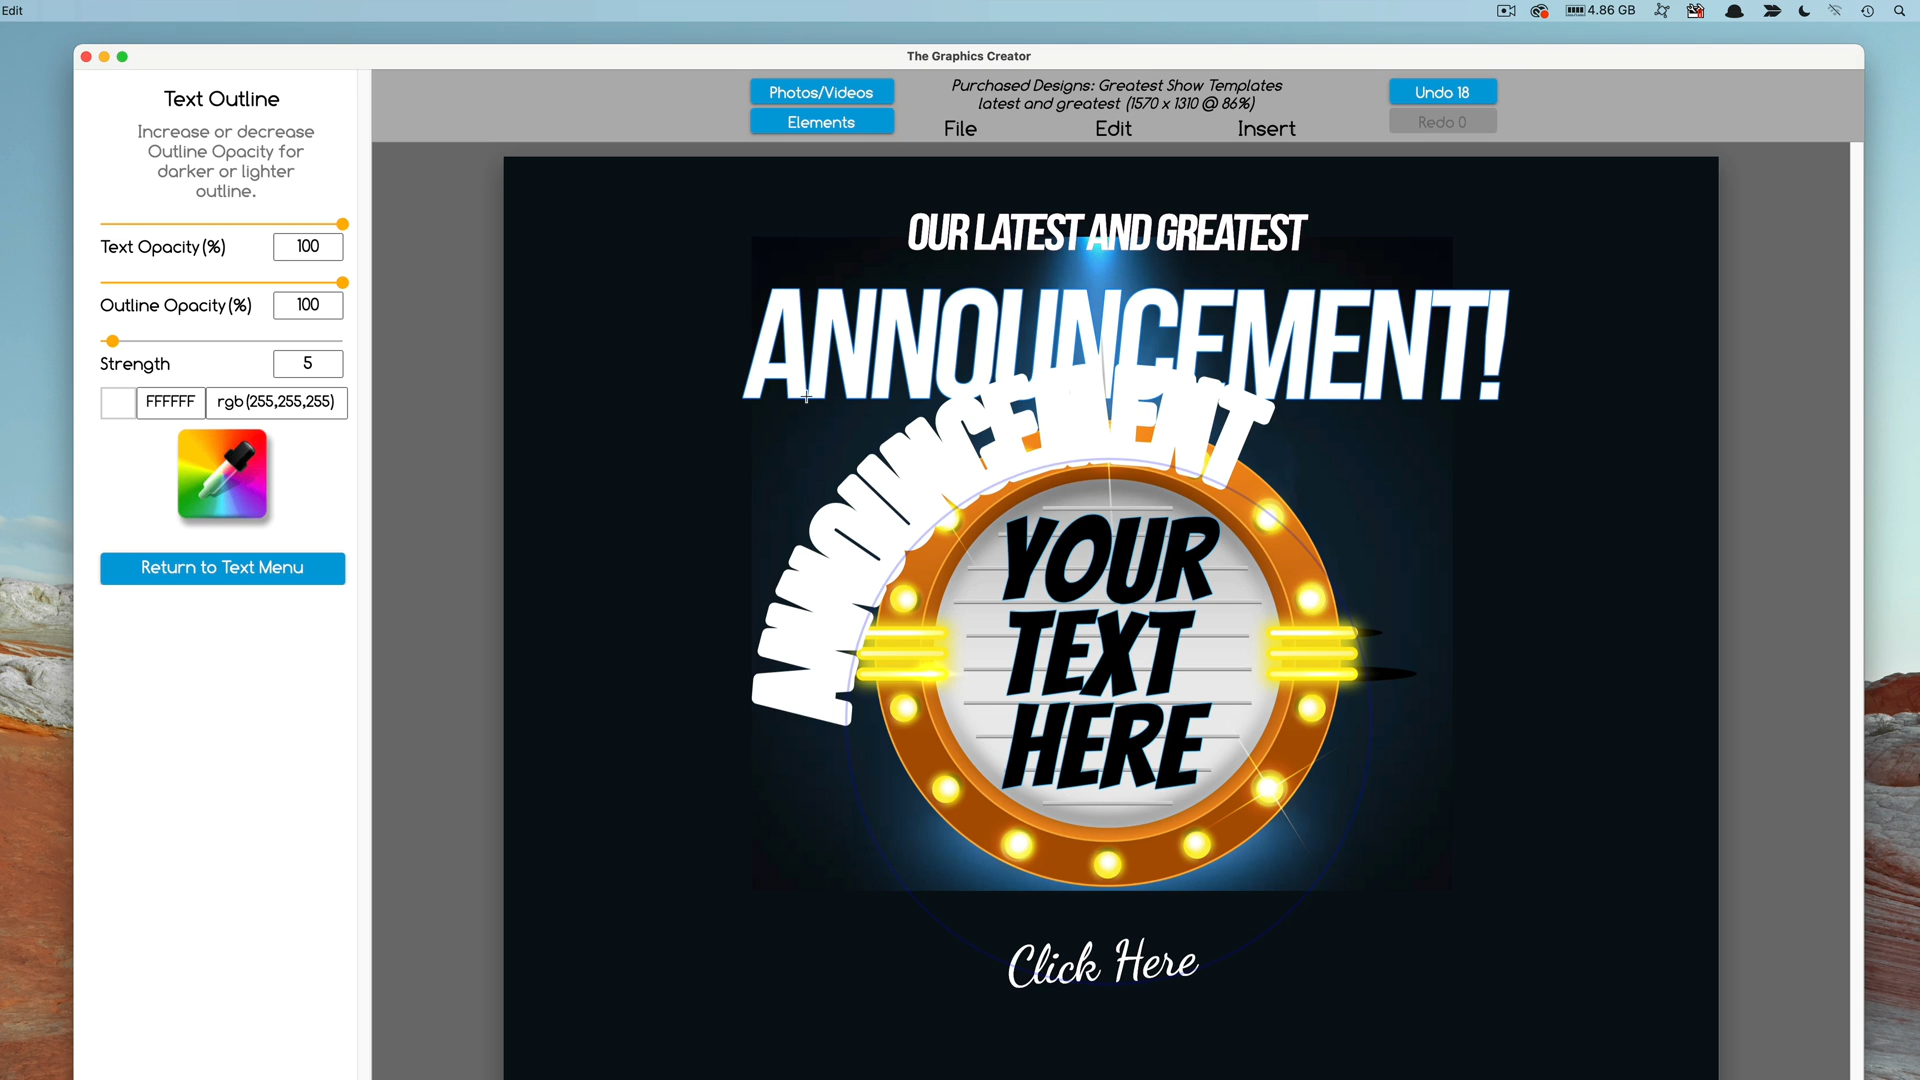 Edit
4.86 GB
The Graphics Creator
Text Outline
Increase or decrease
Outline Opacity for
darker or lighter
outline.
Text Opacity (%)
100
Outline Opacity (%)
100
Strength
5
FFFFFF
rgb (255,255,255)
Return to Text Menu
Photos/Videos
Elements
Purchased Designs: Greatest Show Templates
latest and greatest (1570 x 1310 @ 86%)
File
Edit
Insert
Undo 18
Redo 0
OUR LATEST AND GREATEST
ANNOUNCEMENT!
ANNOUNCEMENT
YOUR
TEXT
HERE
Click Here